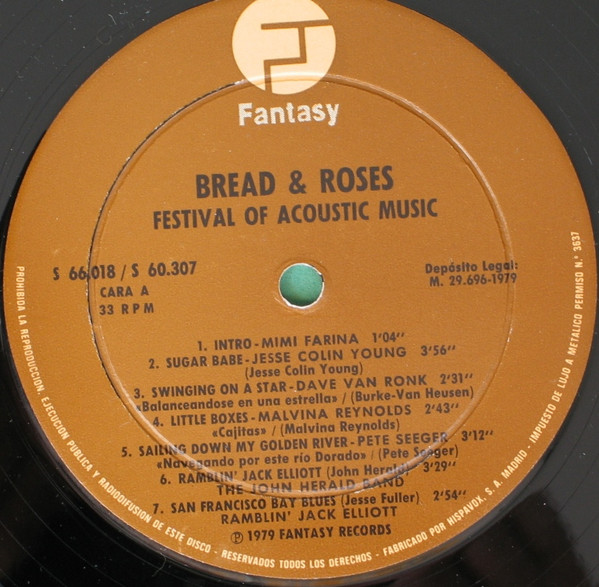 Fantasy
BREAD & ROSES
FESTIVAL OF ACOUSTIC MUSIC
S 66.018 / S 60.307
CARA A
33 RPM
Depósito Legal:
M. 29.696-1979
1. INTRO-MIMI FARINA 1'04"
2. SUGAR BABE-JESSE COLIN YOUNG 3'56"
(Jesse Colin Young)
3. SWINGING ON A STAR-DAVE VAN RONK 2'31"
«Balanceandose en una estrella» / (Burke-Van Heusen)
4. LITTLE BOXES-MALVINA REYNOLDS 2'43"
«Cajitas» / (Malvina Reynolds)
5. SAILING DOWN MY GOLDEN RIVER-PETE SEEGER 3'12"
«Navegando por este río Dorado» / (Pete Seeger)
6. RAMBLIN' JACK ELLIOTT (John Herald) 3'29"
THE JOHN HERALD BAND
7. SAN FRANCISCO BAY BLUES (Jesse Fuller) 2'54"
RAMBLIN' JACK ELLIOTT
Ⓟ 1979 FANTASY RECORDS
PROHIBIDA LA REPRODUCCION, EJECUCION PUBLICA Y RADIODIFUSION DE ESTE DISCO - RESERVADOS TODOS LOS DERECHOS - FABRICADO POR HISPAVOX, S. A. MADRID - IMPUESTO DE LUJO A METALICO PERMISO N.° 3637